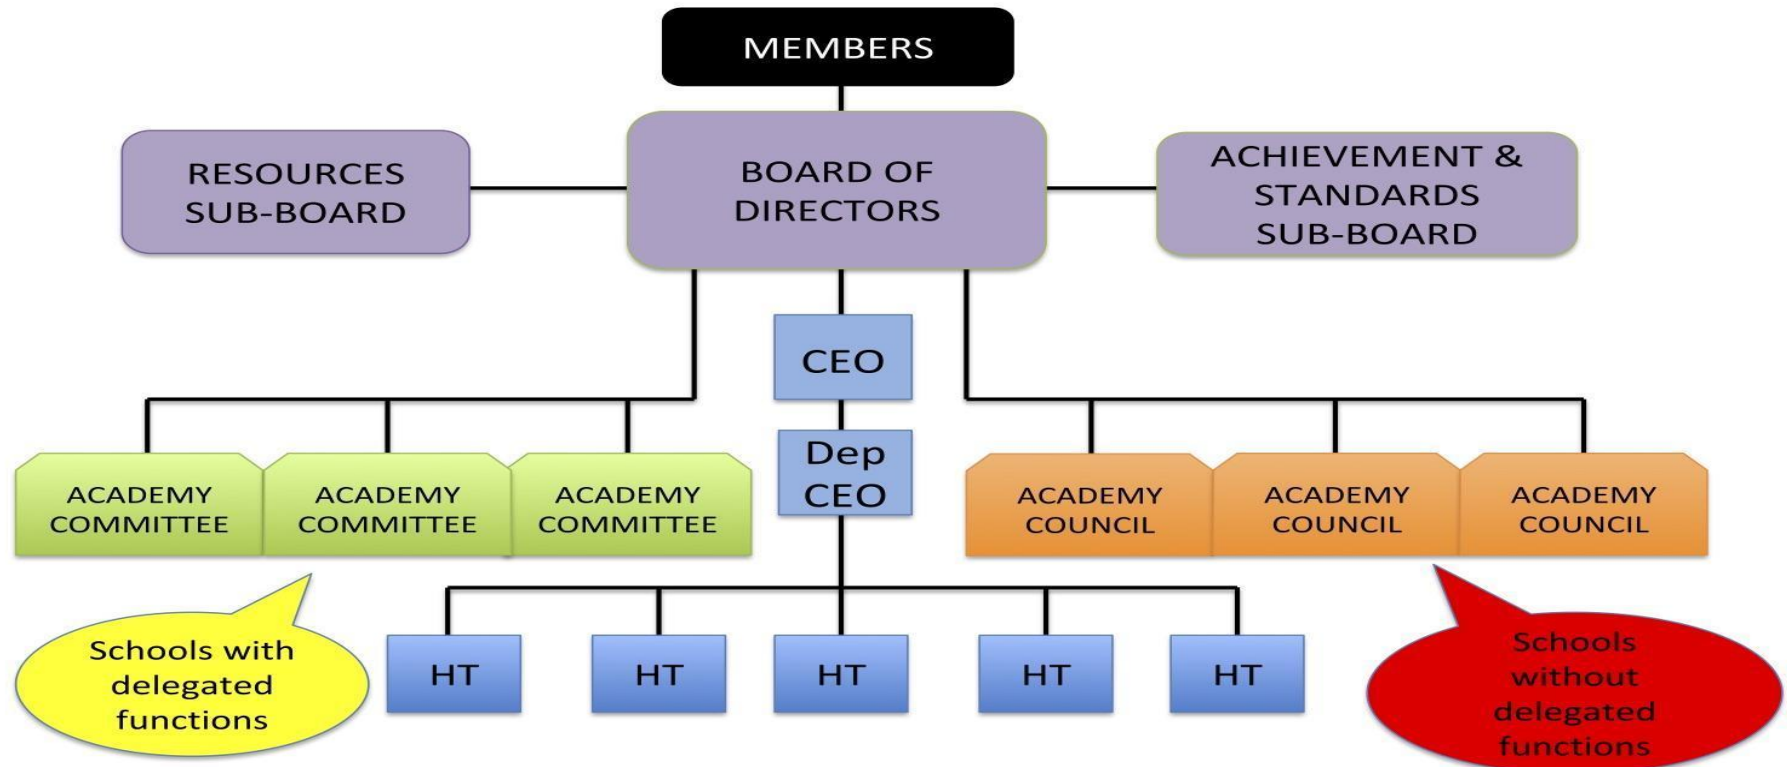 MEMBERS
RESOURCES
SUB-BOARD
BOARD OF
DIRECTORS
ACHIEVEMENT &
STANDARDS
SUB-BOARD
CEO
Dep
CEO
ACADEMY
COMMITTEE
ACADEMY
COMMITTEE
ACADEMY
COMMITTEE
ACADEMY
COUNCIL
ACADEMY
COUNCIL
ACADEMY
COUNCIL
Schools with
delegated
functions
HT
HT
HT
HT
HT
Schools
without
delegated
functions